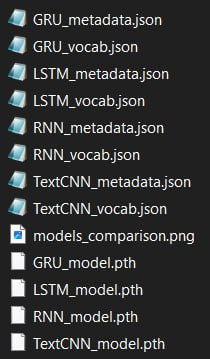 GRU_metadata.json
GRU_vocab.json
LSTM_metadata.json
LSTM_vocab.json
RNN_metadata.json
RNN_vocab.json
TextCNN_metadata.json
TextCNN_vocab.json
models_comparison.png
GRU_model.pth
LSTM_model.pth
RNN_model.pth
TextCNN_model.pth